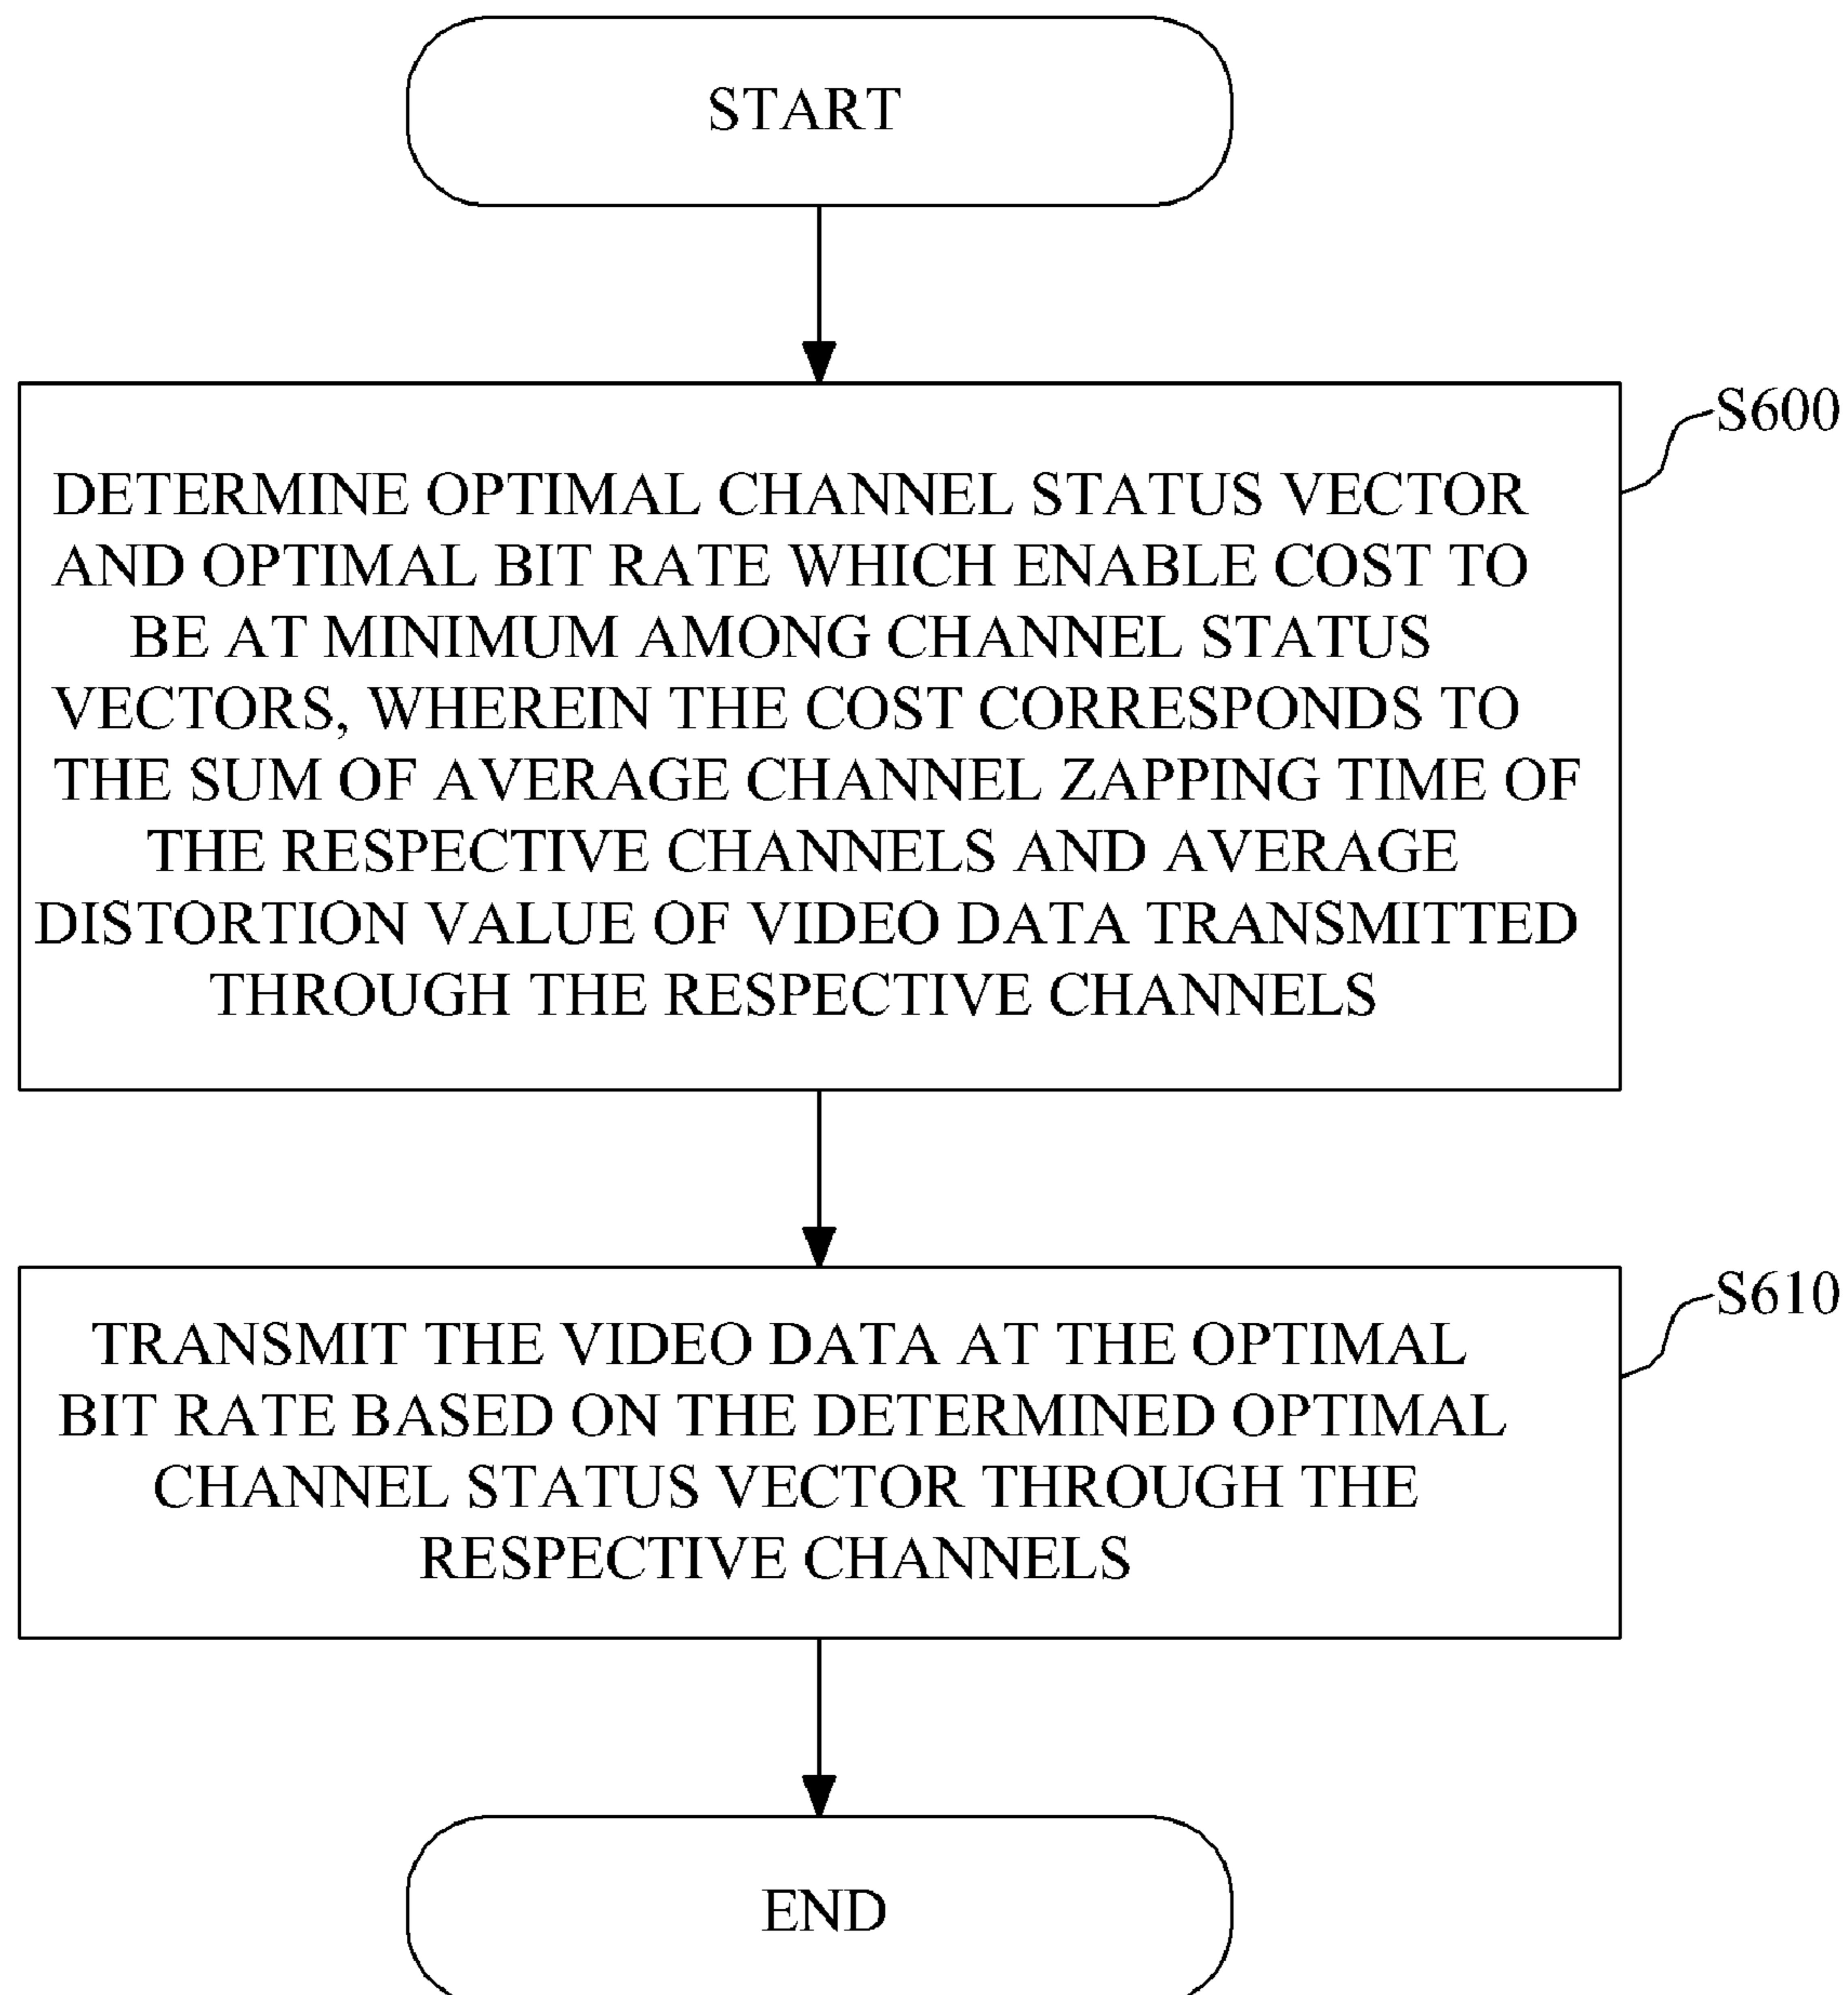 START
S600
DETERMINE OPTIMAL CHANNEL STATUS VECTOR
AND OPTIMAL BIT RATE WHICH ENABLE COST TO
BE AT MINIMUM AMONG CHANNEL STATUS
VECTORS, WHEREIN THE COST CORRESPONDS TO
THE SUM OF AVERAGE CHANNEL ZAPPING TIME OF
THE RESPECTIVE CHANNELS AND AVERAGE
DISTORTION VALUE OF VIDEO DATA TRANSMITTED
THROUGH THE RESPECTIVE CHANNELS
S610
TRANSMIT THE VIDEO DATA AT THE OPTIMAL
BIT RATE BASED ON THE DETERMINED OPTIMAL
CHANNEL STATUS VECTOR THROUGH THE
RESPECTIVE CHANNELS
END